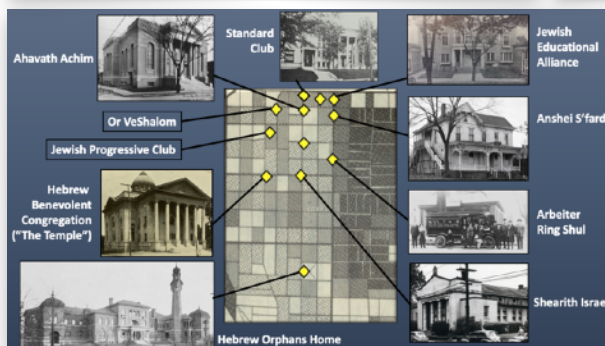 Standard
Club
Jewish
Educational
Alliance
Ahavath Achim
Or VeShalom
Anshei S'fard
Jewish Progressive Club
Hebrew
Benevolent
Congregation
("The Temple")
Arbeiter
Ring Shul
Shearith Israel
Hebrew Orphans Home